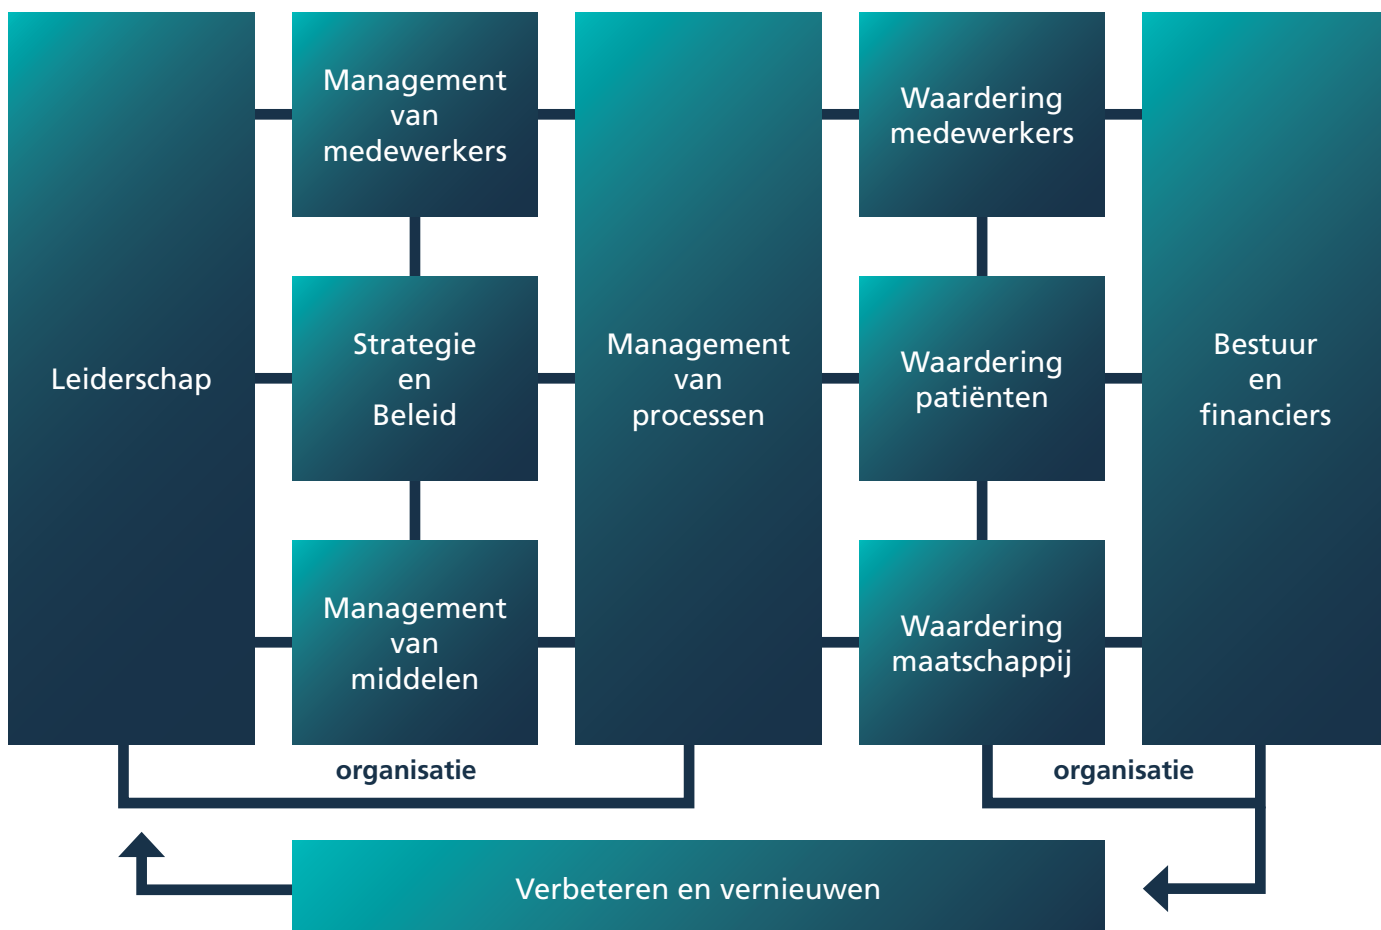 Leiderschap
Management
van
medewerkers
Strategie
en
Beleid
Management
van
middelen
Management
van
processen
Waardering
medewerkers
Waardering
patiënten
Waardering
maatschappij
Bestuur
en
financiers
organisatie
organisatie
Verbeteren en vernieuwen